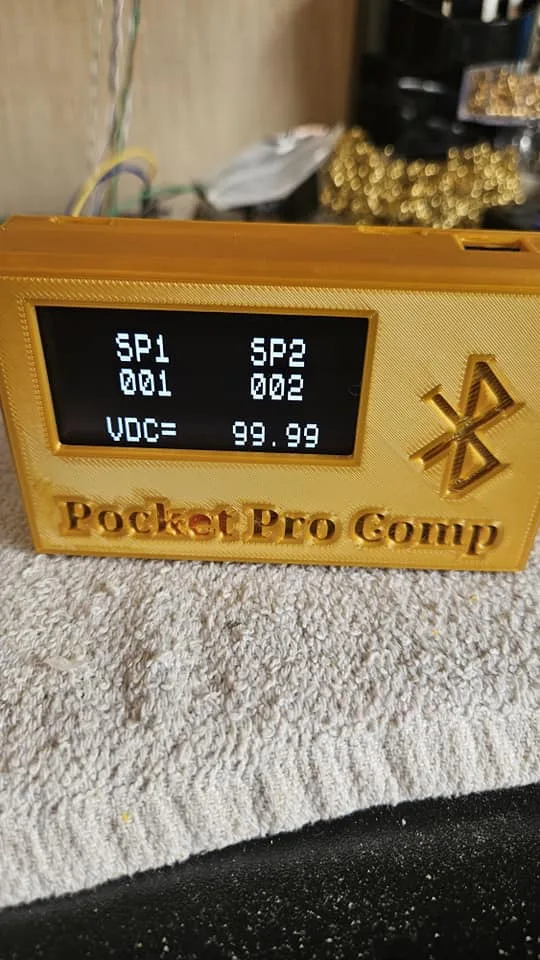 SP1 SP2
001 002
VDC= 99.99
Pocket Pro Comp